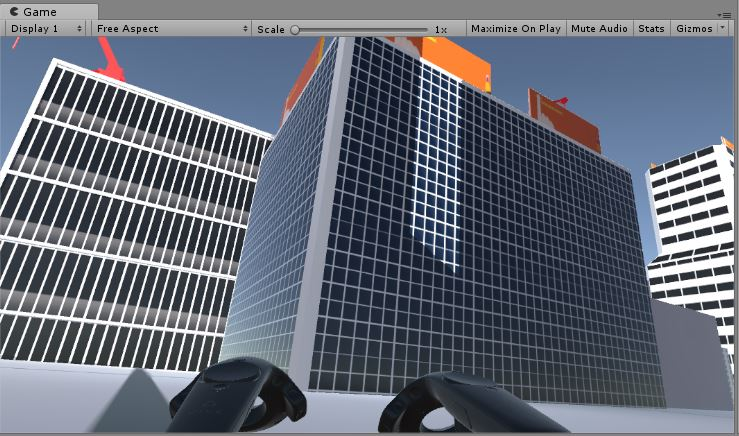 Game
Display 1 Free Aspect Scale 1x Maximize On Play Mute Audio Stats Gizmos